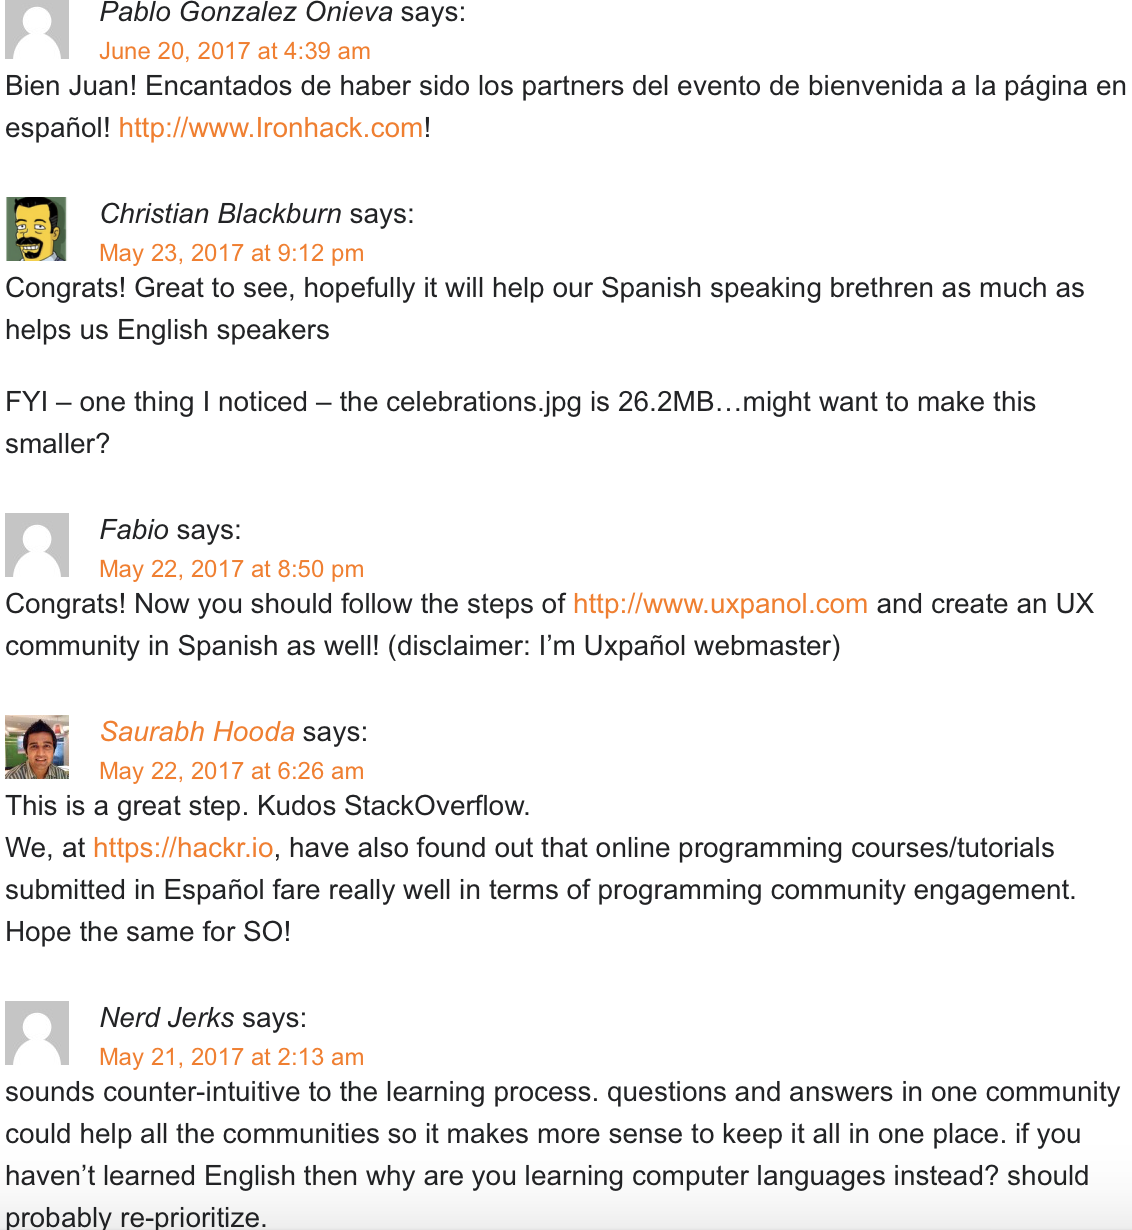 Pablo Gonzalez Onieva says:
June 20, 2017 at 4:39 am
Bien Juan! Encantados de haber sido los partners del evento de bienvenida a la página en
español! http://www.Ironhack.com!
Christian Blackburn says:
May 23, 2017 at 9:12 pm
Congrats! Great to see, hopefully it will help our Spanish speaking brethren as much as
helps us English speakers
FYI – one thing I noticed – the celebrations.jpg is 26.2MB…might want to make this
smaller?
Fabio says:
May 22, 2017 at 8:50 pm
Congrats! Now you should follow the steps of http://www.uxpanol.com and create an UX
community in Spanish as well! (disclaimer: I’m Uxpañol webmaster)
Saurabh Hooda says:
May 22, 2017 at 6:26 am
This is a great step. Kudos StackOverflow.
We, at https://hackr.io, have also found out that online programming courses/tutorials
submitted in Español fare really well in terms of programming community engagement.
Hope the same for SO!
Nerd Jerks says:
May 21, 2017 at 2:13 am
sounds counter-intuitive to the learning process. questions and answers in one community
could help all the communities so it makes more sense to keep it all in one place. if you
haven’t learned English then why are you learning computer languages instead? should
probably re-prioritize.